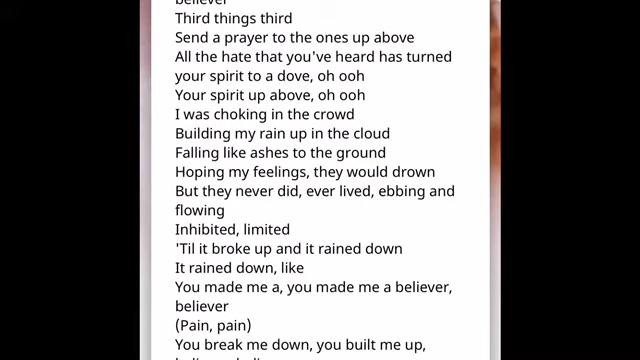 believer
Third things third
Send a prayer to the ones up above
All the hate that you've heard has turned
your spirit to a dove, oh ooh
Your spirit up above, oh ooh
I was choking in the crowd
Building my rain up in the cloud
Falling like ashes to the ground
Hoping my feelings, they would drown
But they never did, ever lived, ebbing and
flowing
Inhibited, limited
'Til it broke up and it rained down
It rained down, like
You made me a, you made me a believer,
believer
(Pain, pain)
You break me down, you built me up,